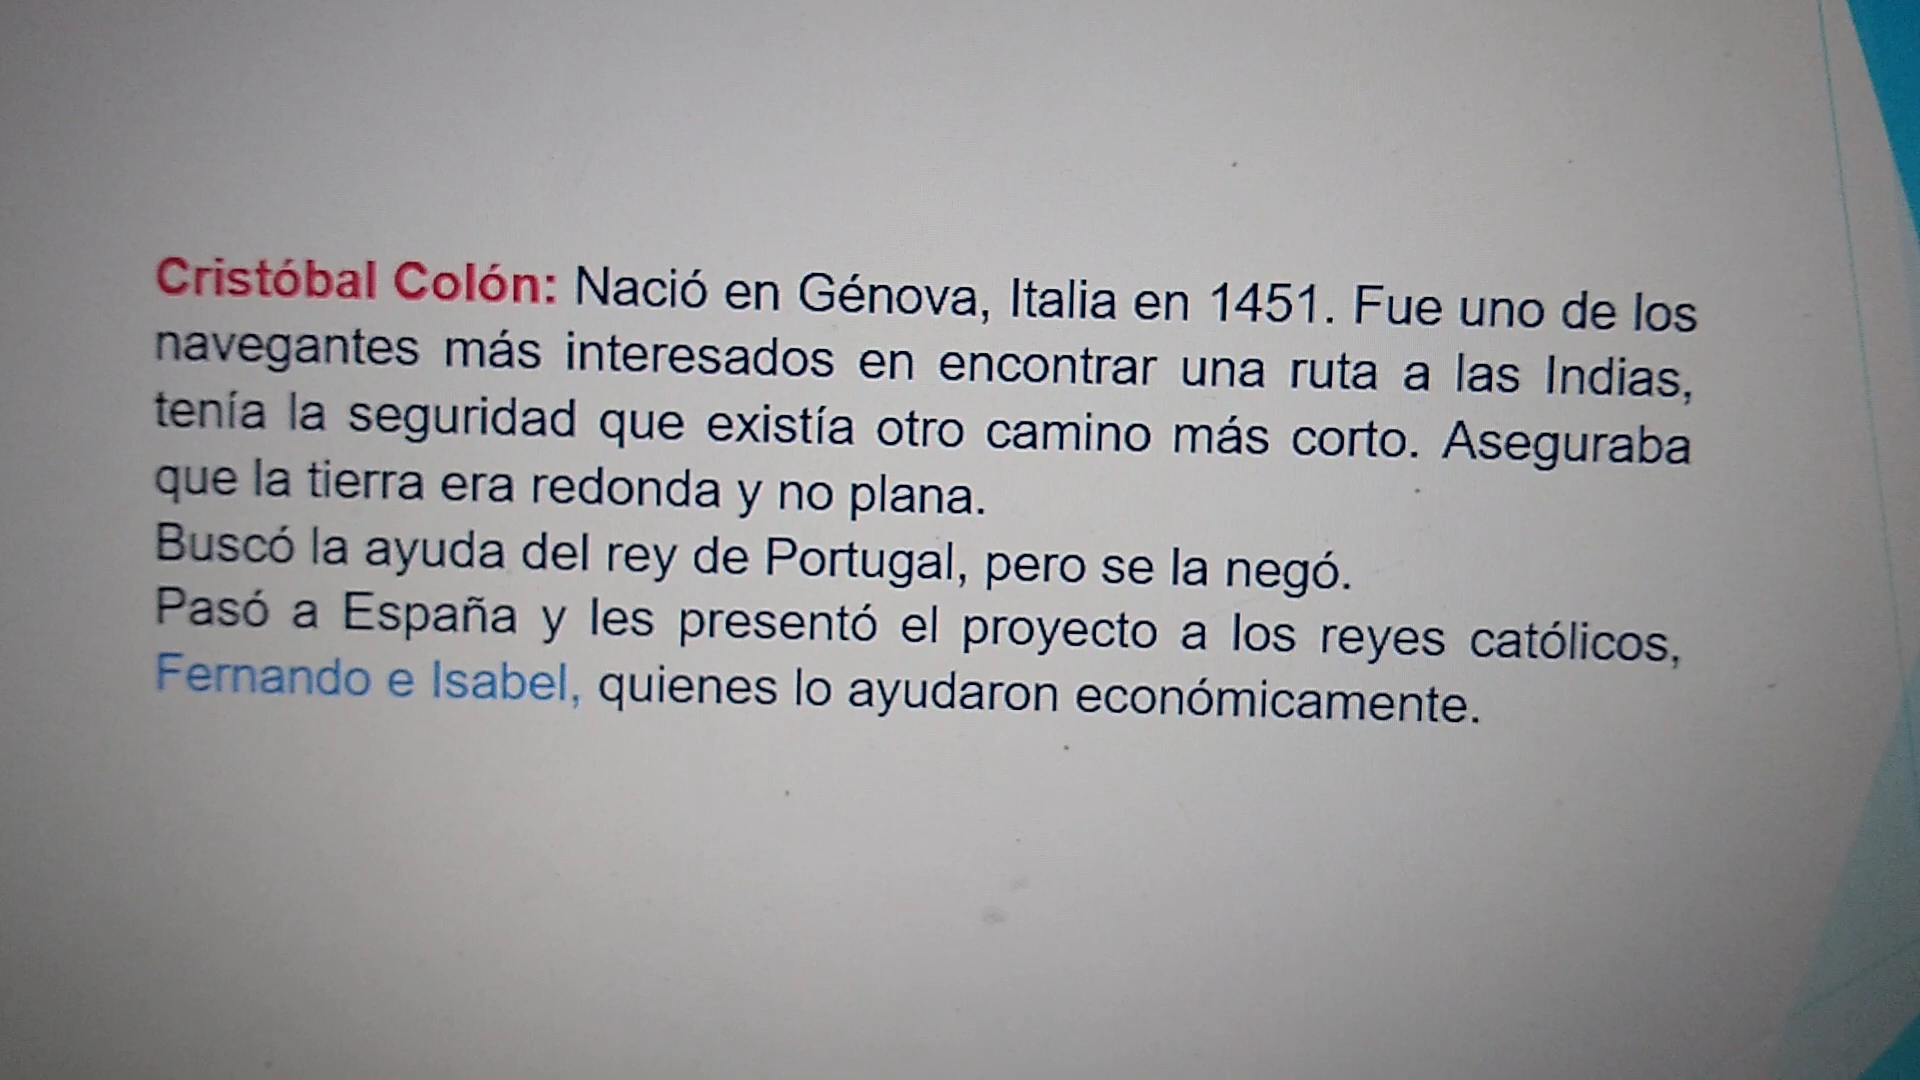 Cristóbal Colón: Nació en Génova, Italia en 1451. Fue uno de los
navegantes más interesados en encontrar una ruta a las Indias,
tenía la seguridad que existía otro camino más corto. Aseguraba
que la tierra era redonda y no plana.
Buscó la ayuda del rey de Portugal, pero se la negó.
Pasó a España y les presentó el proyecto a los reyes católicos,
Fernando e Isabel, quienes lo ayudaron económicamente.